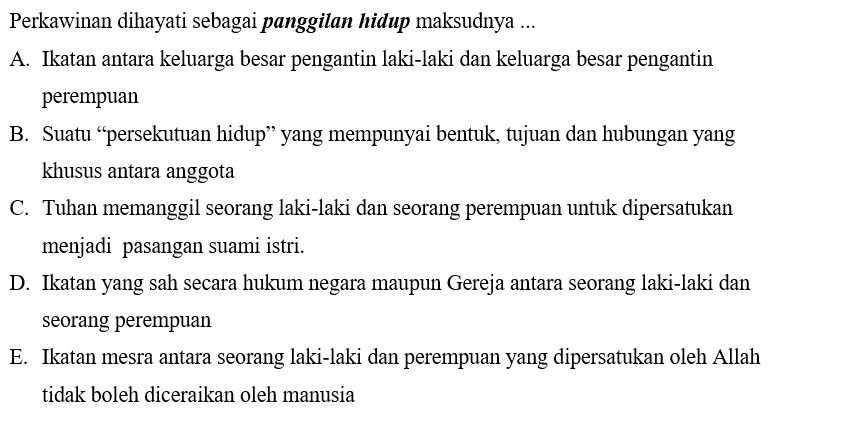 Perkawinan dihayati sebagai panggilan hidup maksudnya ...
A. Ikatan antara keluarga besar pengantin laki-laki dan keluarga besar pengantin
perempuan
B. Suatu “persekutuan hidup” yang mempunyai bentuk, tujuan dan hubungan yang
khusus antara anggota
C. Tuhan memanggil seorang laki-laki dan seorang perempuan untuk dipersatukan
menjadi pasangan suami istri.
D. Ikatan yang sah secara hukum negara maupun Gereja antara seorang laki-laki dan
seorang perempuan
E. Ikatan mesra antara seorang laki-laki dan perempuan yang dipersatukan oleh Allah
tidak boleh diceraikan oleh manusia